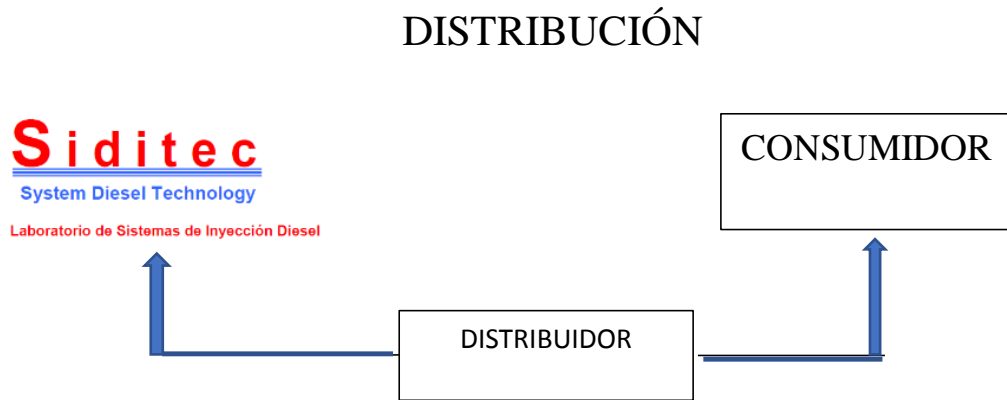 DISTRIBUCIÓN
Siditec
System Diesel Technology
Laboratorio de Sistemas de Inyección Diesel
CONSUMIDOR
DISTRIBUIDOR